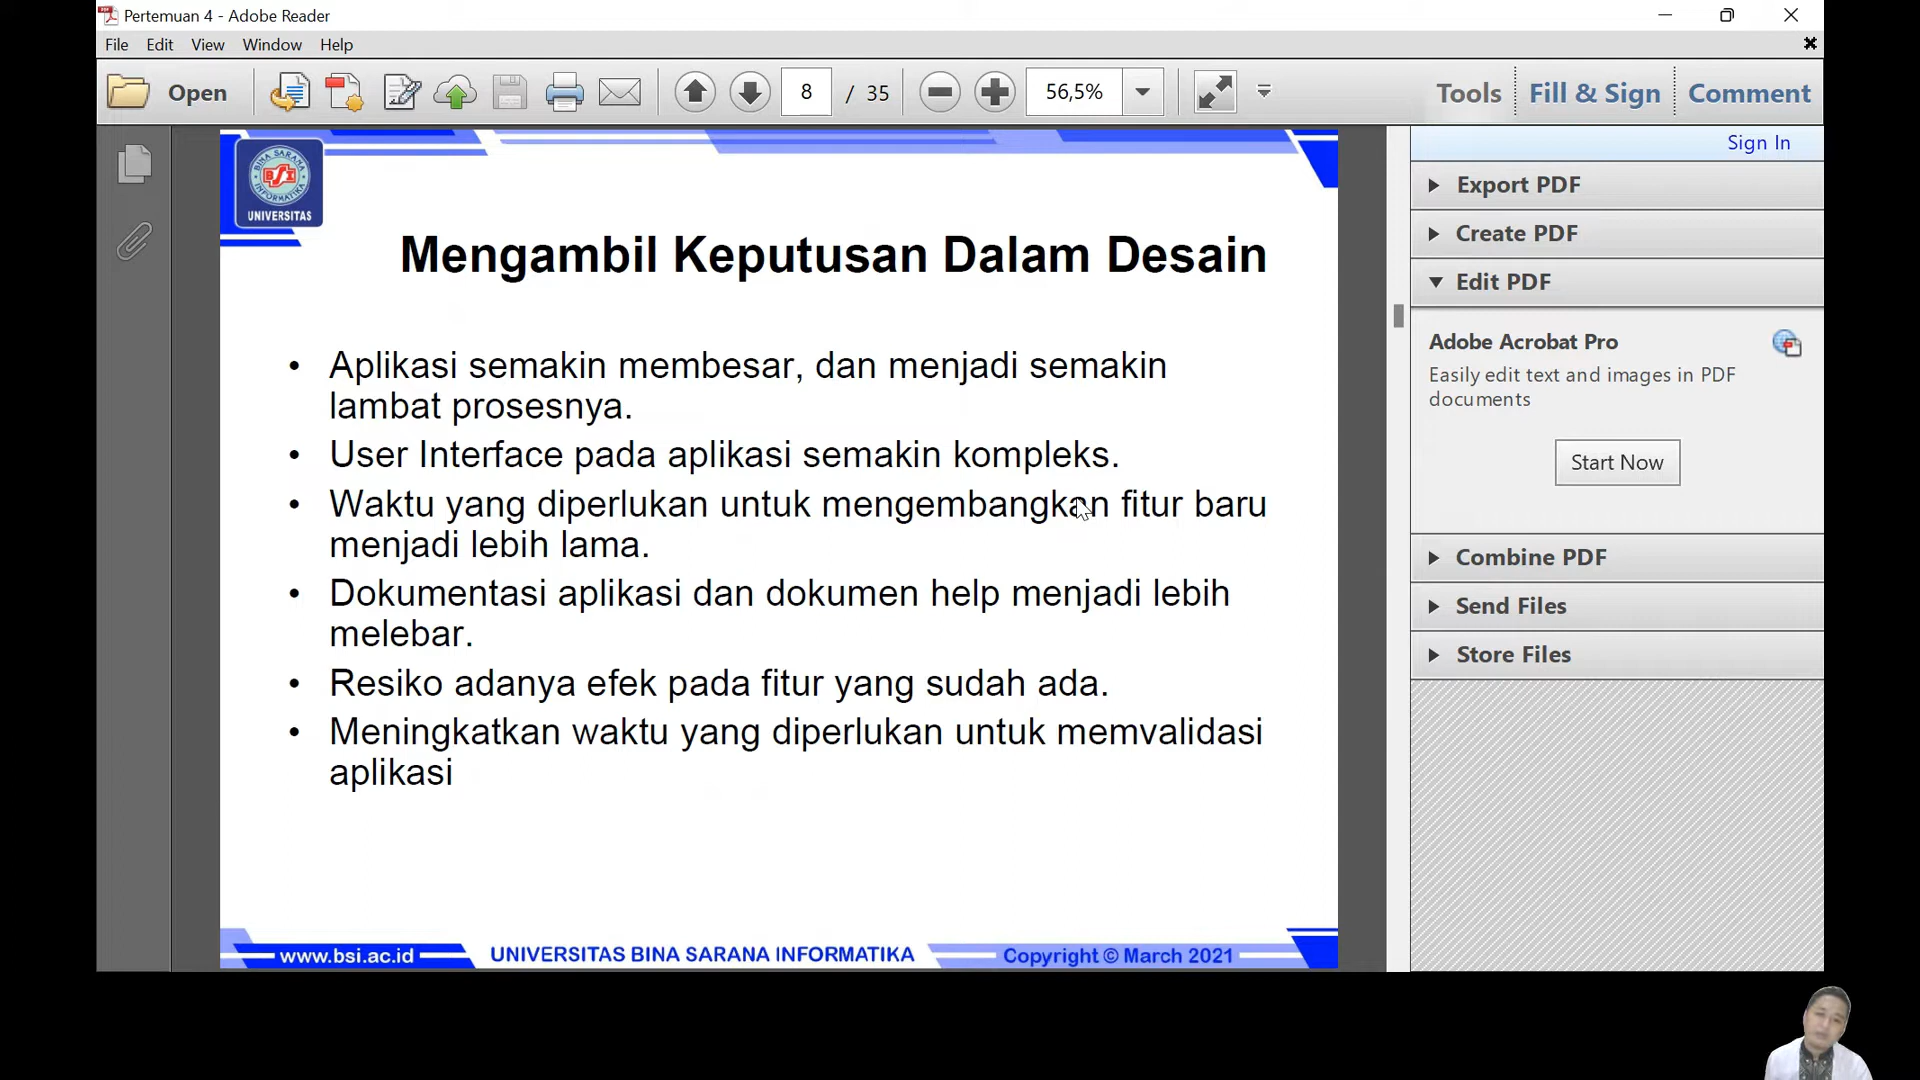 Pertemuan 4 - Adobe Reader
File Edit View Window Help
Open 8 / 35 56,5% Tools Fill & Sign Comment
Sign In
Export PDF
Create PDF
Edit PDF
Adobe Acrobat Pro
Easily edit text and images in PDF
documents
Start Now
Combine PDF
Send Files
Store Files
BINA SARANA
BSI
INFORMATIKA
UNIVERSITAS
Mengambil Keputusan Dalam Desain
• Aplikasi semakin membesar, dan menjadi semakin
lambat prosesnya.
• User Interface pada aplikasi semakin kompleks.
• Waktu yang diperlukan untuk mengembangkan fitur baru
menjadi lebih lama.
• Dokumentasi aplikasi dan dokumen help menjadi lebih
melebar.
• Resiko adanya efek pada fitur yang sudah ada.
• Meningkatkan waktu yang diperlukan untuk memvalidasi
aplikasi
www.bsi.ac.id UNIVERSITAS BINA SARANA INFORMATIKA Copyright © March 2021